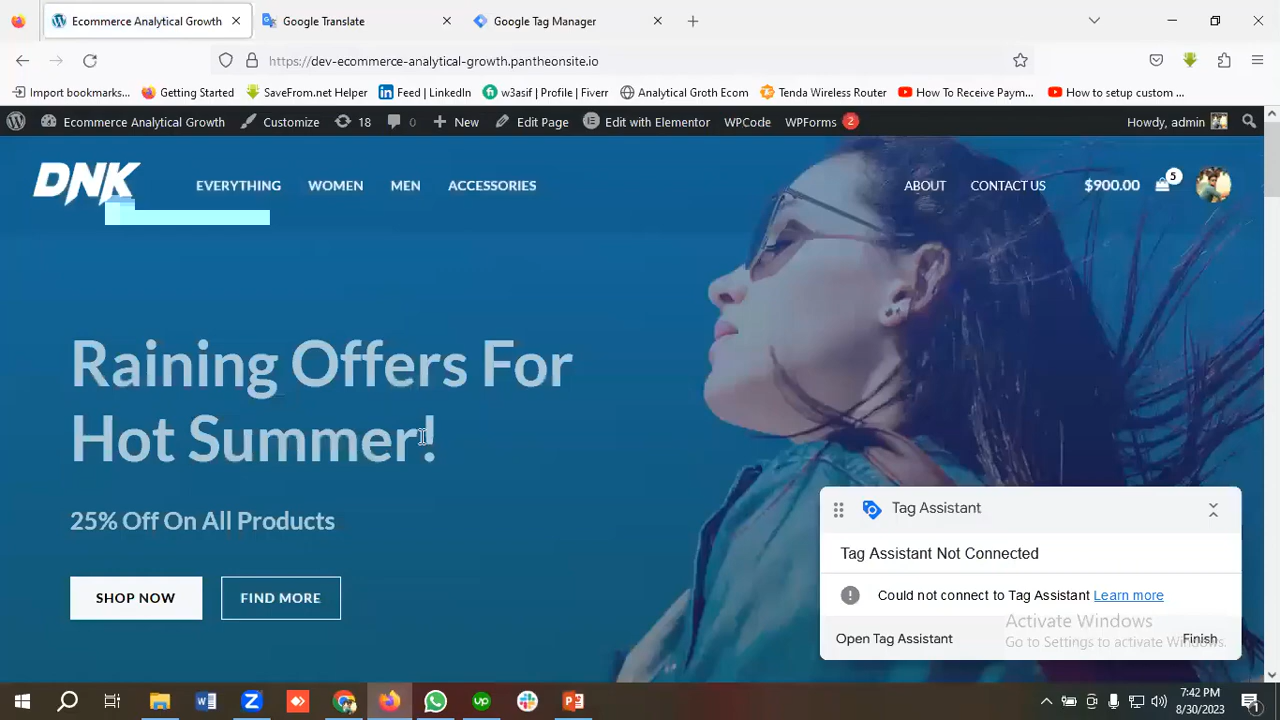 Ecommerce Analytical Growth
Google Translate
Google Tag Manager
https://dev-ecommerce-analytical-growth.pantheonsite.io
Import bookmarks...
Getting Started
SaveFrom.net Helper
Feed | LinkedIn
w3asif | Profile | Fiverr
Analytical Groth Ecom
Tenda Wireless Router
How To Receive Paym...
How to setup custom ...
Ecommerce Analytical Growth
Customize
18
0
New
Edit Page
Edit with Elementor
WPCode
WPForms 2
Howdy, admin
DNK
EVERYTHING
WOMEN
MEN
ACCESSORIES
ABOUT
CONTACT US
$900.00
5
Raining Offers For
Hot Summer!
25% Off On All Products
SHOP NOW
FIND MORE
Tag Assistant
Tag Assistant Not Connected
Could not connect to Tag Assistant Learn more
Open Tag Assistant
Finish
Activate Windows
Go to Settings to activate Windows.
7:42 PM
8/30/2023
1